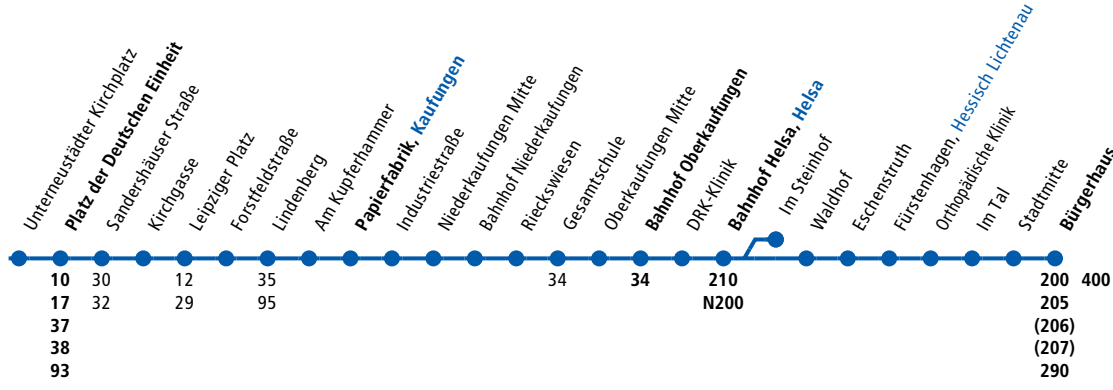 Unterneustädter Kirchplatz
Platz der Deutschen Einheit
Sandershäuser Straße
Kirchgasse
Leipziger Platz
Forstfeldstraße
Lindenberg
Am Kupferhammer
Papierfabrik, Kaufungen
Industriestraße
Niederkaufungen Mitte
Bahnhof Niederkaufungen
Rieckswiesen
Gesamtschule
Oberkaufungen Mitte
Bahnhof Oberkaufungen
DRK-Klinik
Bahnhof Helsa, Helsa
Im Steinhof
Waldhof
Eschenstruth
Fürstenhagen, Hessisch Lichtenau
Orthopädische Klinik
Im Tal
Stadtmitte
Bürgerhaus
10 30 12 35 34 34 210 200 400
17 32 29 95 N200 205
37 (206)
38 (207)
93 290